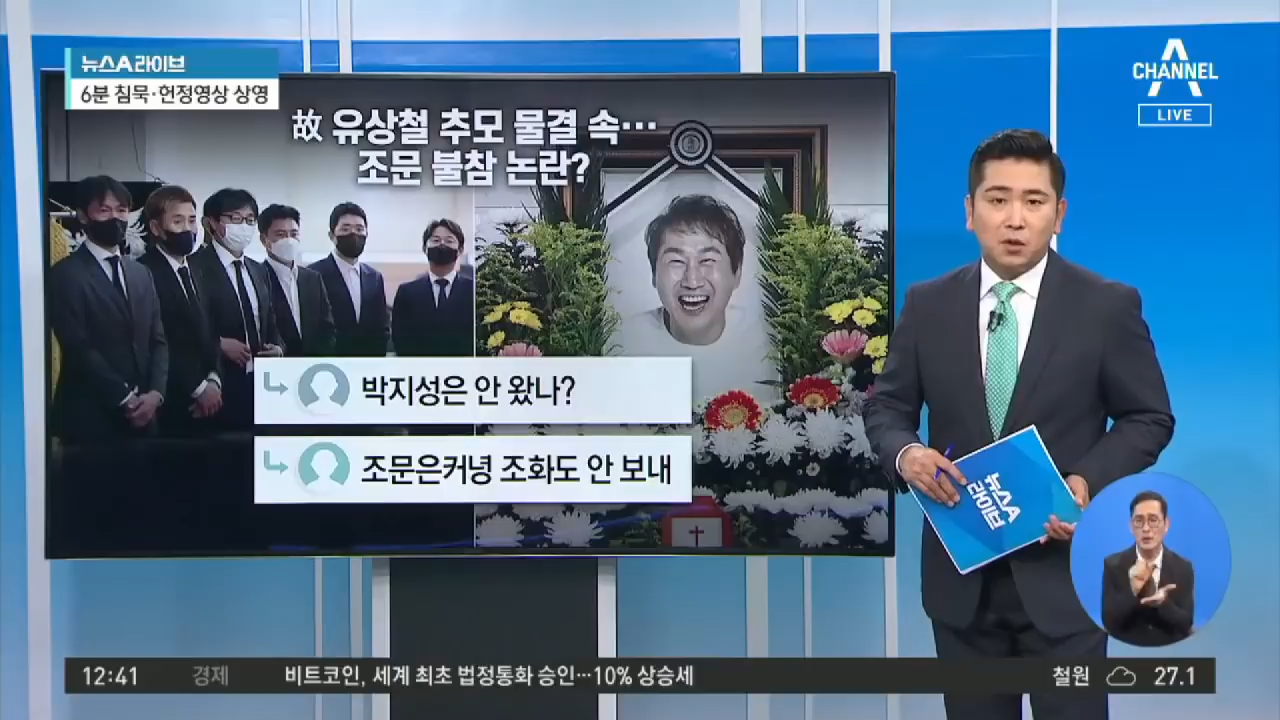 뉴스A 라이브
6분 침묵·헌정영상 상영
CHANNEL A
LIVE
故 유상철 추모 물결 속…
조문 불참 논란?
박지성은 안 왔나?
조문은커녕 조화도 안 보내
뉴스A
라이브
12:41 경제 비트코인, 세계 최초 법정통화 승인…10% 상승세 철원 27.1